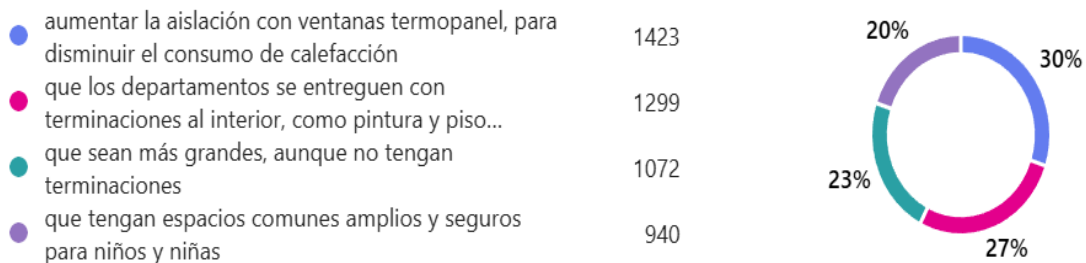 aumentar la aislación con ventanas termopanel, para
disminuir el consumo de calefacción
1423
que los departamentos se entreguen con
terminaciones al interior, como pintura y piso...
1299
que sean más grandes, aunque no tengan
terminaciones
1072
que tengan espacios comunes amplios y seguros
para niños y niñas
940
20%
30%
23%
27%